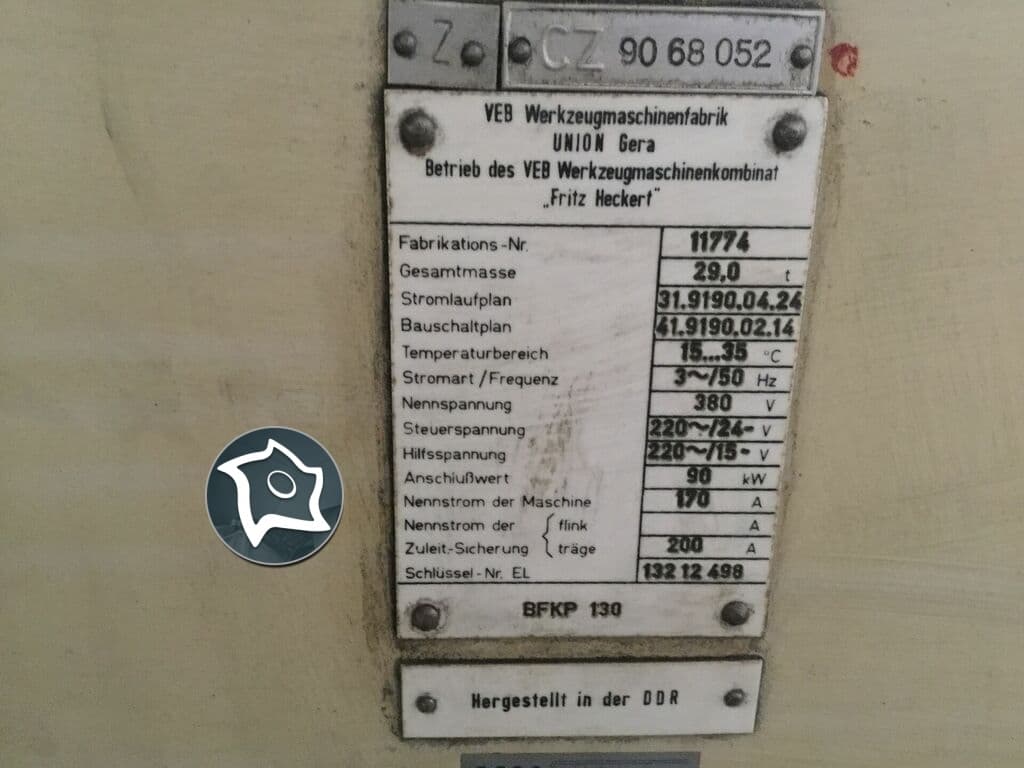 Z CZ 90 68 052
VEB Werkzeugmaschinenfabrik
UNION Gera
Betrieb des VEB Werkzeugmaschinenkombinat
„Fritz Heckert"
Fabrikations-Nr. 11774
Gesamtmasse 29,0 t
Stromlaufplan 31.9190.04.24
Bauschaltplan 41.9190.02.14
Temperaturbereich 15...35 °C
Stromart/Frequenz 3~/50 Hz
Nennspannung 380 V
Steuerspannung 220~/24- V
Hilfsspannung 220~/15- V
Anschlußwert 90 kW
Nennstrom der Maschine 170 A
Nennstrom der flink A
Zuleit.-Sicherung träge 200 A
Schlüssel-Nr. EL 132 12 498
BFKP 130
Hergestellt in der DDR